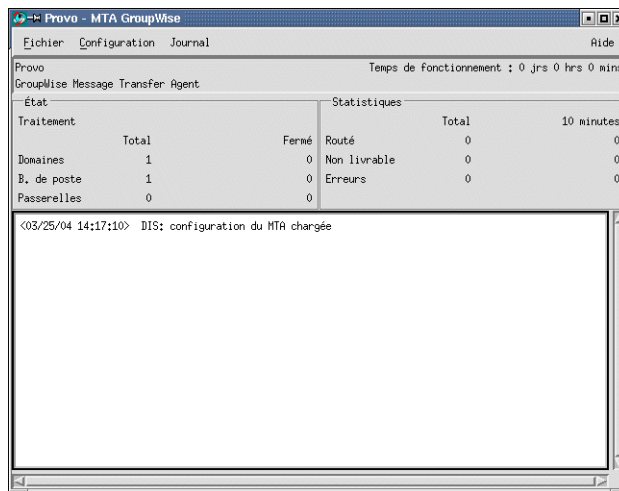 Provo - MTA GroupWise
Fichier Configuration Journal Aide
Provo Temps de fonctionnement : 0 jrs 0 hrs 0 mins
GroupWise Message Transfer Agent
État Statistiques
Traitement Total 10 minutes
Total Fermé Routé 0 0
Domaines 1 0 Non livrable 0 0
B. de poste 1 0 Erreurs 0 0
Passerelles 0 0
<03/25/04 14:17:10> DIS: configuration du MTA chargée